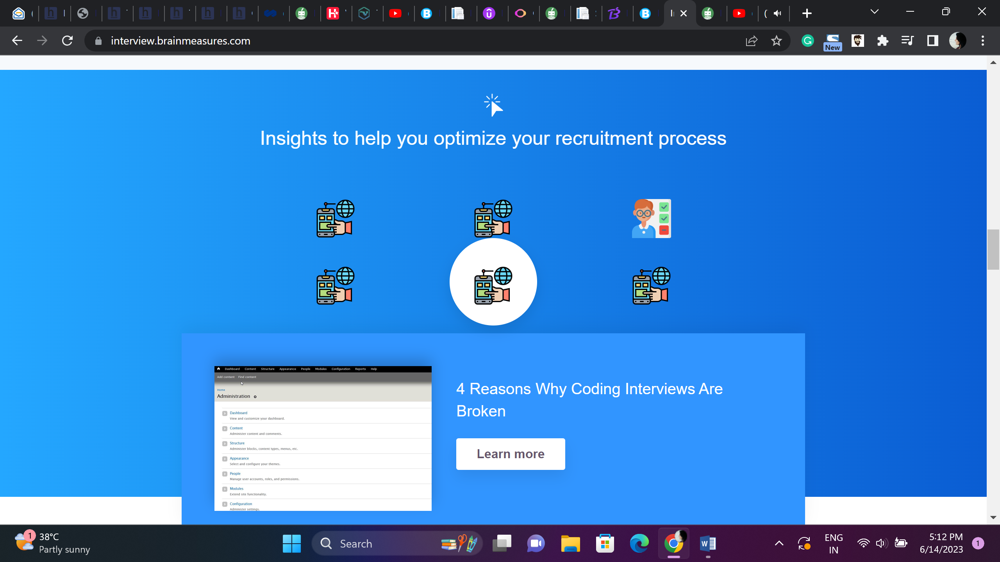 interview.brainmeasures.com
New
Insights to help you optimize your recruitment process
Dashboard Content Structure Appearance People Modules Configuration Reports Help
Add content Find content
Home
Administration
Dashboard
View and customize your dashboard.
Content
Administer content and comments.
Structure
Administer blocks, content types, menus, etc.
Appearance
Select and configure your themes.
People
Manage user accounts, roles, and permissions.
Modules
Extend site functionality.
Configuration
Administer settings.
4 Reasons Why Coding Interviews Are
Broken
Learn more
1
38°C
Partly sunny
Search
ENG
IN
5:12 PM
6/14/2023
1